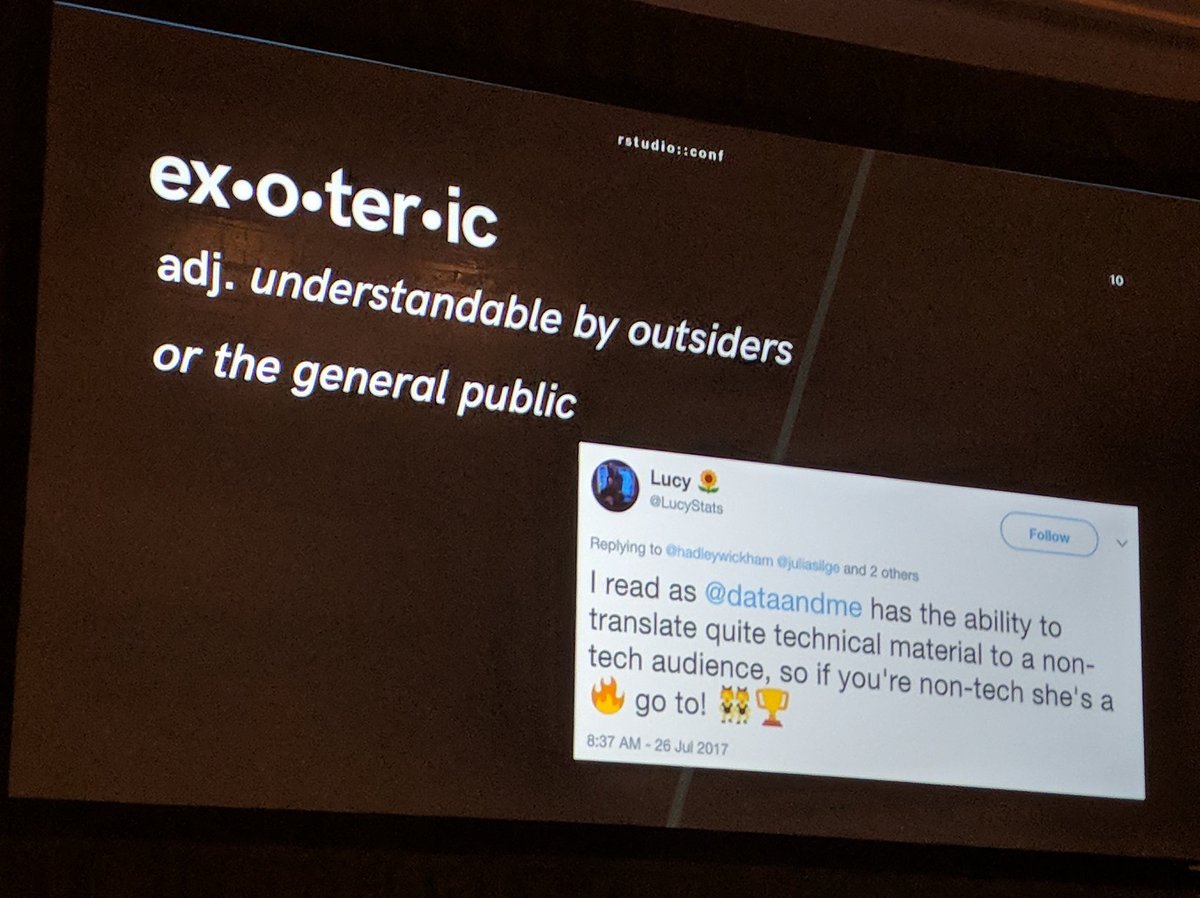 rstudio::conf
ex•o•ter•ic
10
adj. understandable by outsiders
or the general public
Lucy 🌻
@LucyStats
Follow
Replying to @hadleywickham @juliasilge and 2 others
I read as @dataandme has the ability to
translate quite technical material to a non-
tech audience, so if you're non-tech she's a
🔥 go to! 👯👯🏆
8:37 AM - 26 Jul 2017